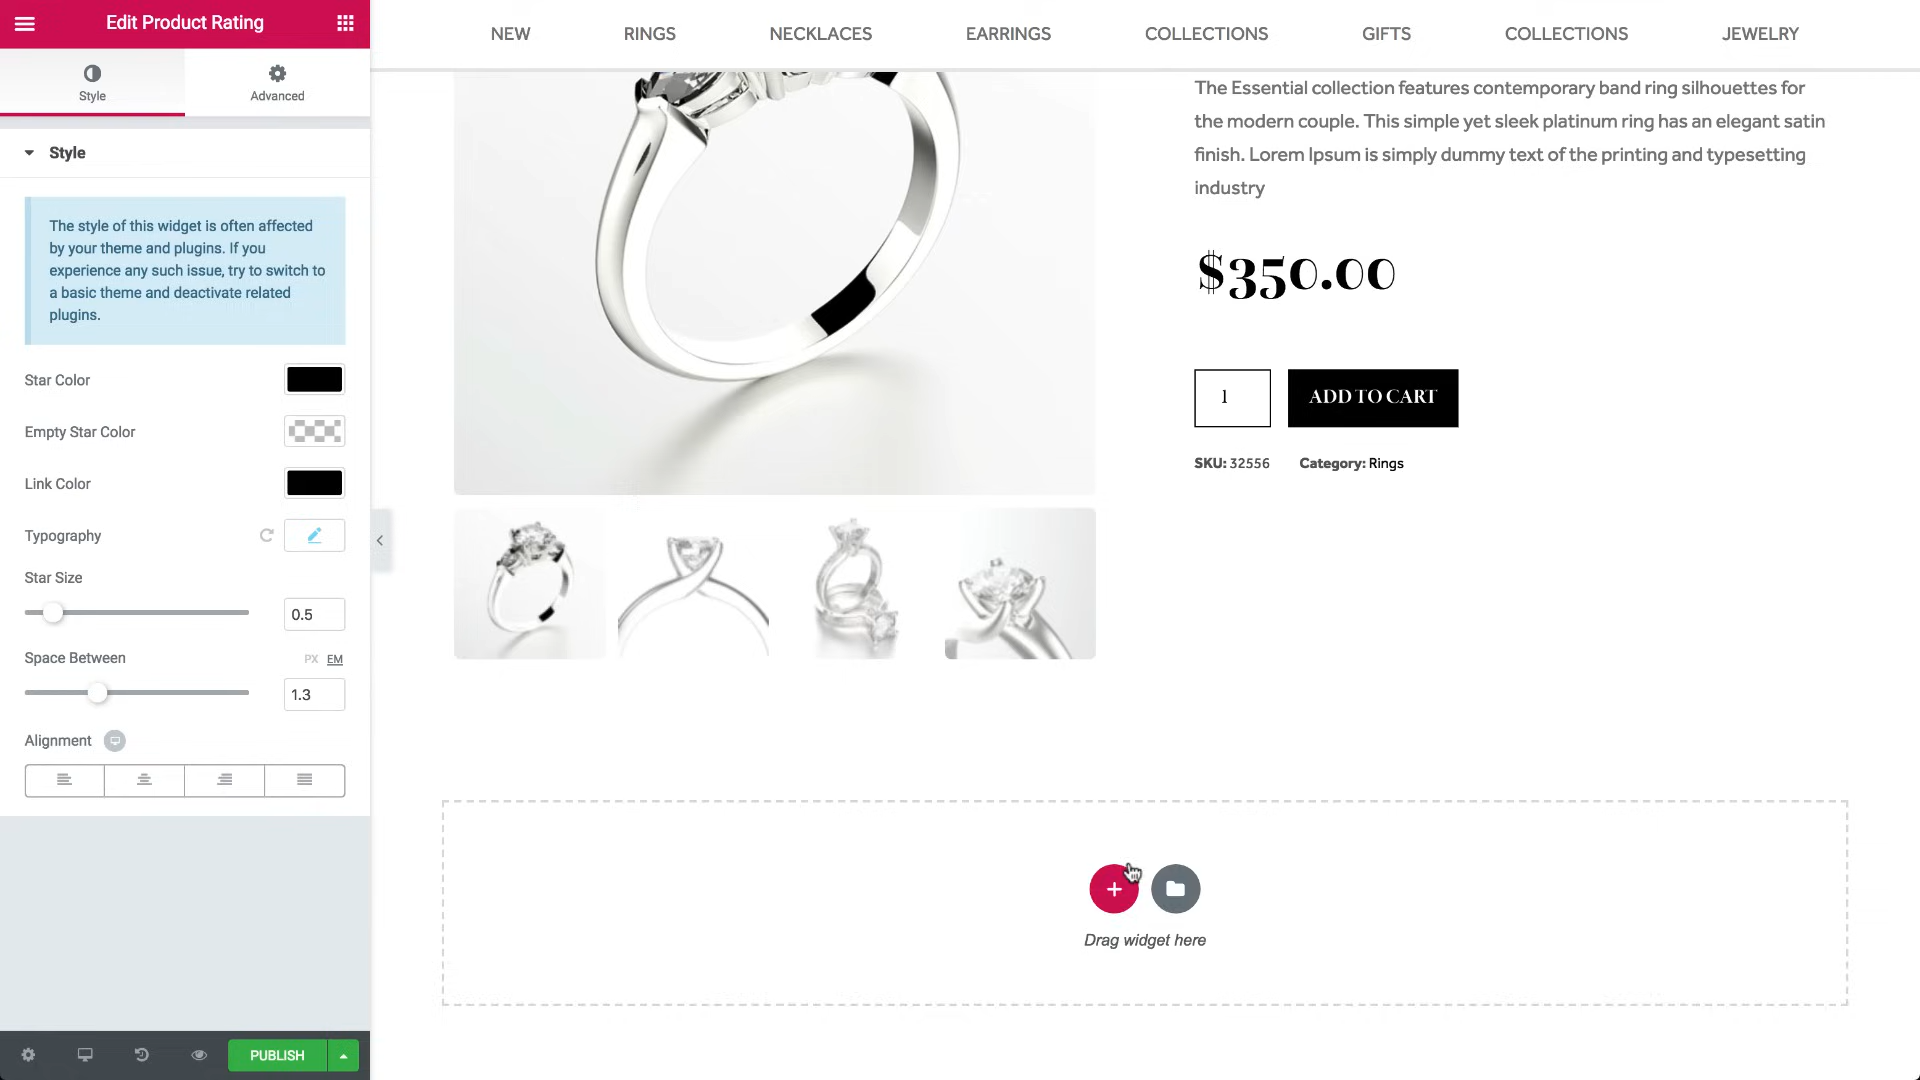 Edit Product Rating
Style
Advanced
Style
The style of this widget is often affected
by your theme and plugins. If you
experience any such issue, try to switch to
a basic theme and deactivate related
plugins.
Star Color
Empty Star Color
Link Color
Typography
Star Size
0.5
Space Between
PX EM
1.3
Alignment
PUBLISH
NEW RINGS NECKLACES EARRINGS COLLECTIONS GIFTS COLLECTIONS JEWELRY
The Essential collection features contemporary band ring silhouettes for
the modern couple. This simple yet sleek platinum ring has an elegant satin
finish. Lorem Ipsum is simply dummy text of the printing and typesetting
industry
$350.00
1
ADD TO CART
SKU: 32556 Category: Rings
Drag widget here